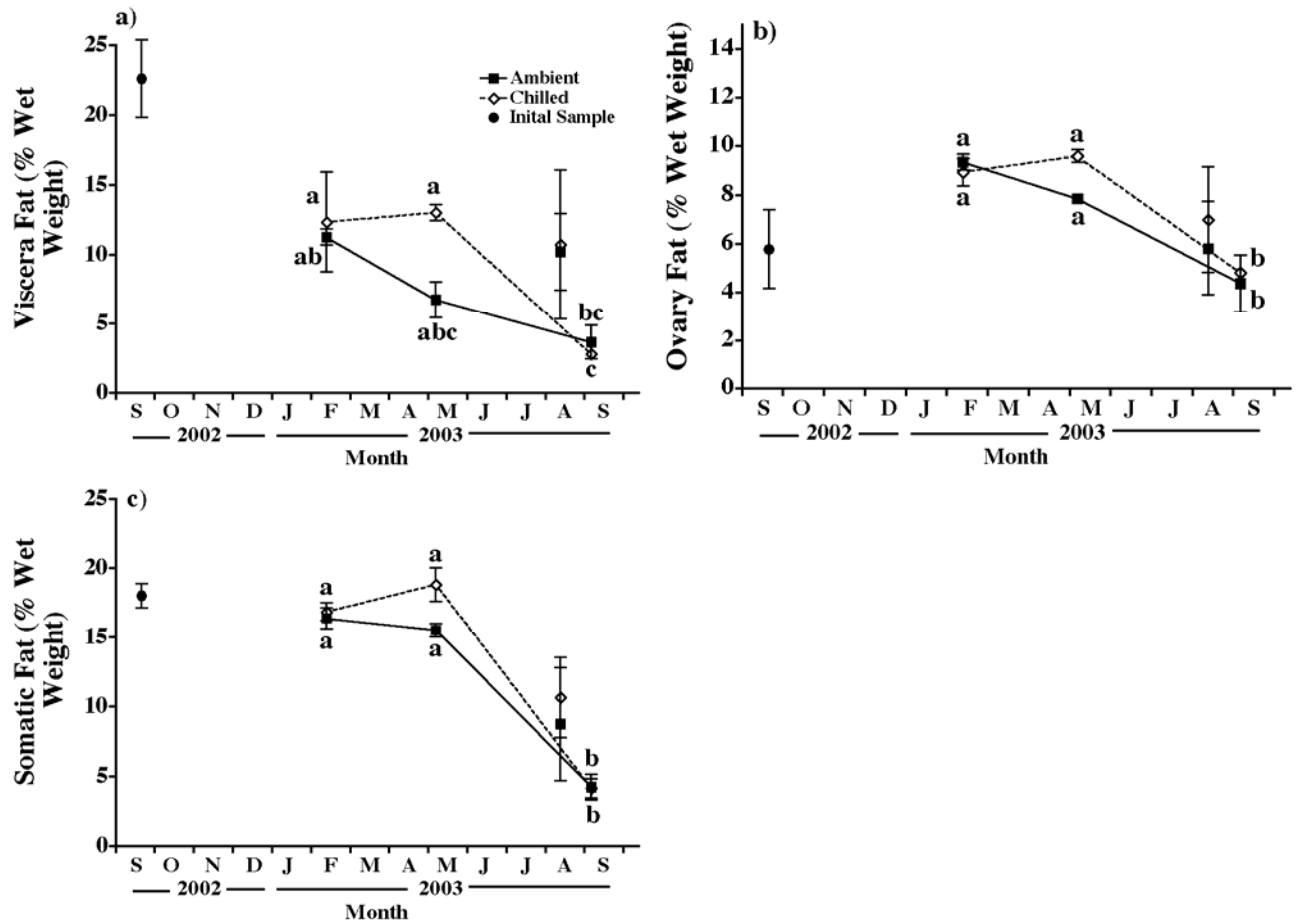 a)
Viscera Fat (% Wet
Weight)
25
20
15
10
5
0
Ambient
Chilled
Inital Sample
a
a
ab
abc
bc
c
S O N D J F M A M J J A S
2002 2003
Month
b)
Ovary Fat (% Wet Weight)
14
12
10
8
6
4
2
0
a
a
a
a
b
b
S O N D J F M A M J J A S
2002 2003
Month
c)
Somatic Fat (% Wet
Weight)
25
20
15
10
5
0
a
a
a
a
b
b
S O N D J F M A M J J A S
2002 2003
Month